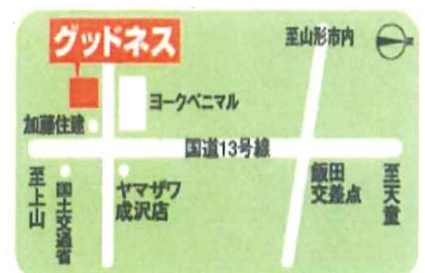 グッドネス
至山形市内
ヨークベニマル
加藤住建
国道13号線
至上山
国土交通省
ヤマザワ
成沢店
飯田
交差点
至天童